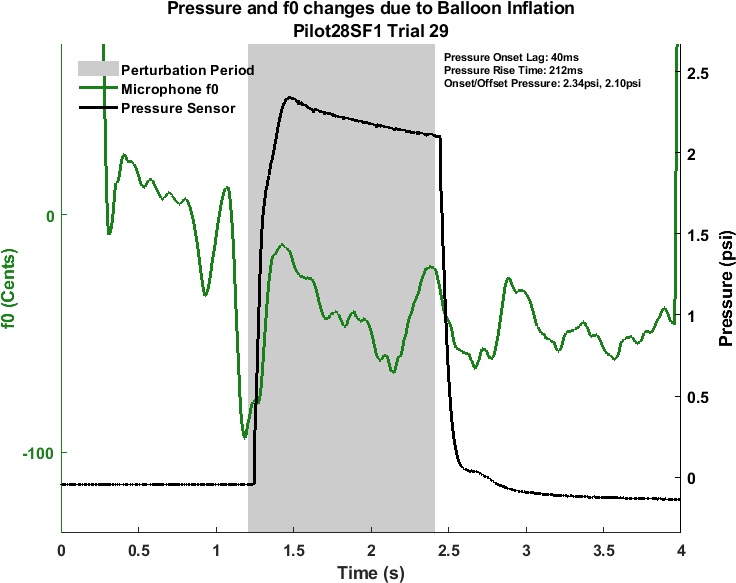 Pressure and f0 changes due to Balloon Inflation
Pilot28SF1 Trial 29
Perturbation Period
Microphone f0
Pressure Sensor
Pressure Onset Lag: 40ms
Pressure Rise Time: 212ms
Onset/Offset Pressure: 2.34psi, 2.10psi
f0 (Cents)
0
-100
2.5
2
1.5
1
0.5
0
Pressure (psi)
0 0.5 1 1.5 2 2.5 3 3.5 4
Time (s)